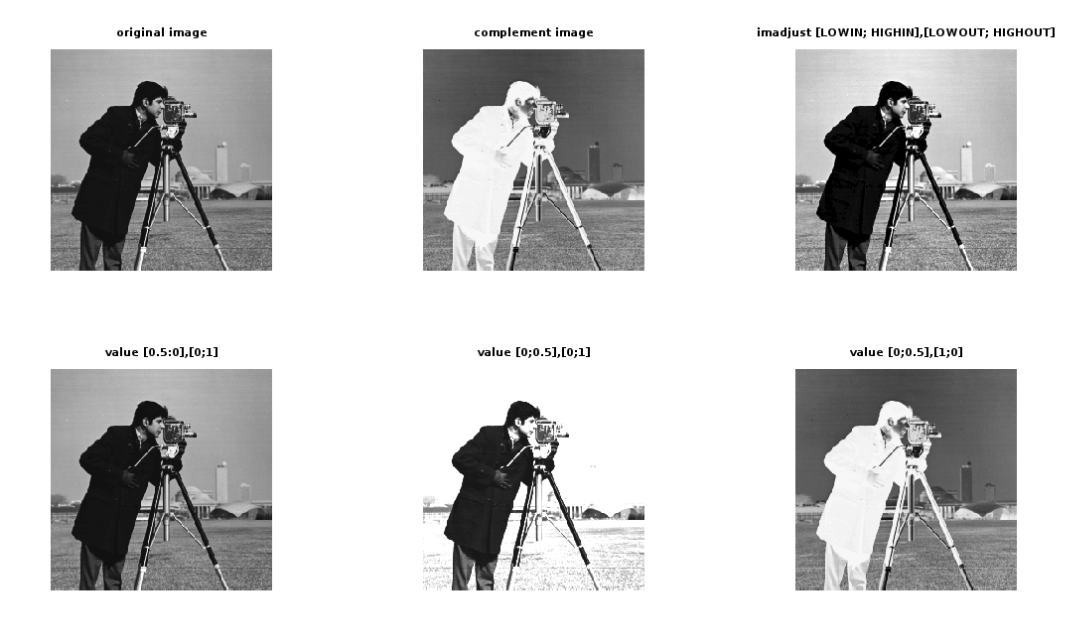 original image
complement image
imadjust [LOWIN; HIGHIN],[LOWOUT; HIGHOUT]
value [0.5:0],[0;1]
value [0;0.5],[0;1]
value [0;0.5],[1;0]